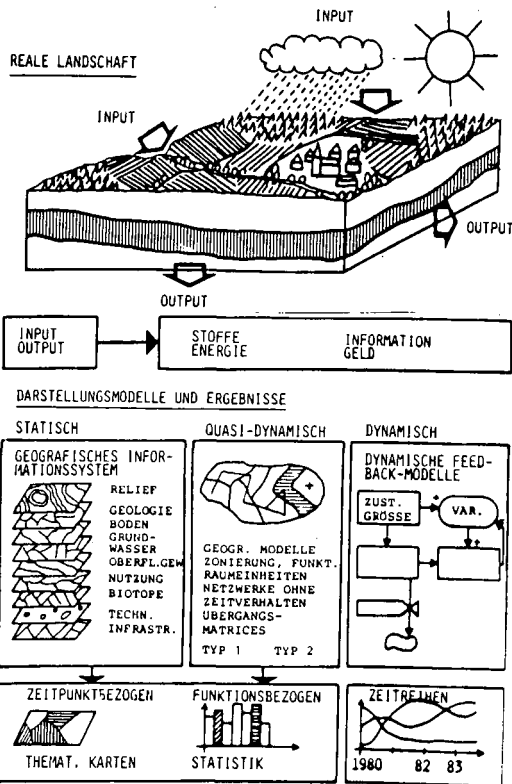 INPUT
REALE LANDSCHAFT
INPUT
OUTPUT
OUTPUT
INPUT
OUTPUT
STOFFE
ENERGIE
INFORMATION
GELD
DARSTELLUNGSMODELLE UND ERGEBNISSE
STATISCH
GEOGRAFISCHES INFOR-
MATIONSSYSTEM
RELIEF
GEOLOGIE
BODEN
GRUND-
WASSER
OBERFL.GEW
NUTZUNG
BIOTOPE
TECHN.
INFRASTR.
QUASI-DYNAMISCH
GEOGR. MODELLE
ZONIERUNG, FUNKT.
RAUMEINHEITEN
NETZWERKE OHNE
ZEITVERHALTEN
ÜBERGANGS-
MATRICES
TYP 1 TYP 2
DYNAMISCH
DYNAMISCHE FEED-
BACK-MODELLE
ZUST.
GRÖSSE
VAR.
ZEITPUNKTBEZOGEN
THEMAT. KARTEN
FUNKTIONSBEZOGEN
STATISTIK
ZEITREIHEN
1980 82 83